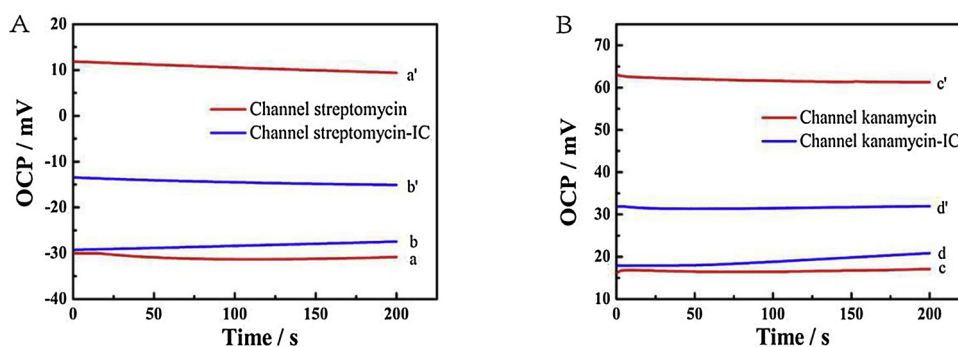 A
OCP / mV
20
10
0
-10
-20
-30
-40
a'
Channel streptomycin
Channel streptomycin-IC
b'
b
a
0
50
100
150
200
Time / s
B
OCP / mV
70
60
50
40
30
20
10
c'
Channel kanamycin
Channel kanamycin-IC
d'
d
c
0
50
100
150
200
Time / s